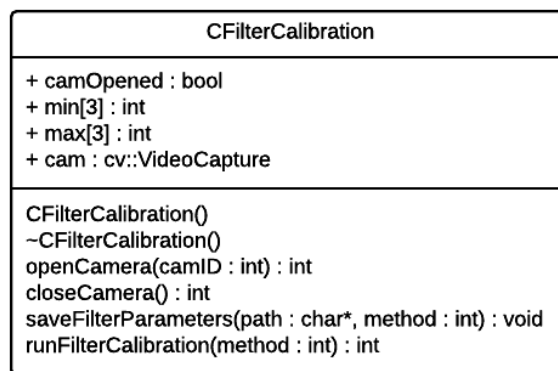 CFilterCalibration
+ camOpened : bool
+ min[3] : int
+ max[3] : int
+ cam : cv::VideoCapture
CFilterCalibration()
~CFilterCalibration()
openCamera(camID : int) : int
closeCamera() : int
saveFilterParameters(path : char*, method : int) : void
runFilterCalibration(method : int) : int